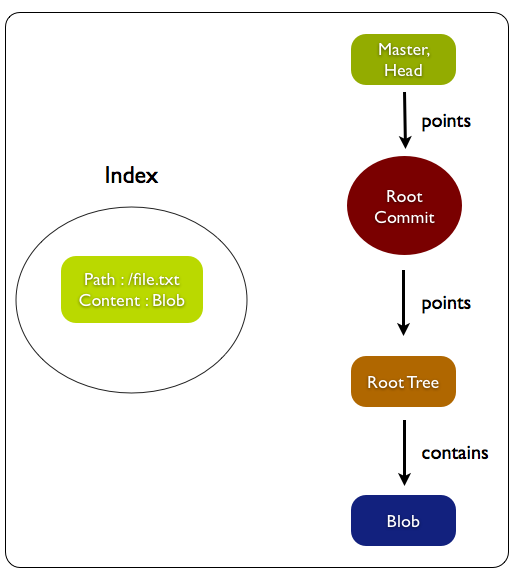 Index
Path : /file.txt
Content : Blob
Master,
Head
points
Root
Commit
points
Root Tree
contains
Blob